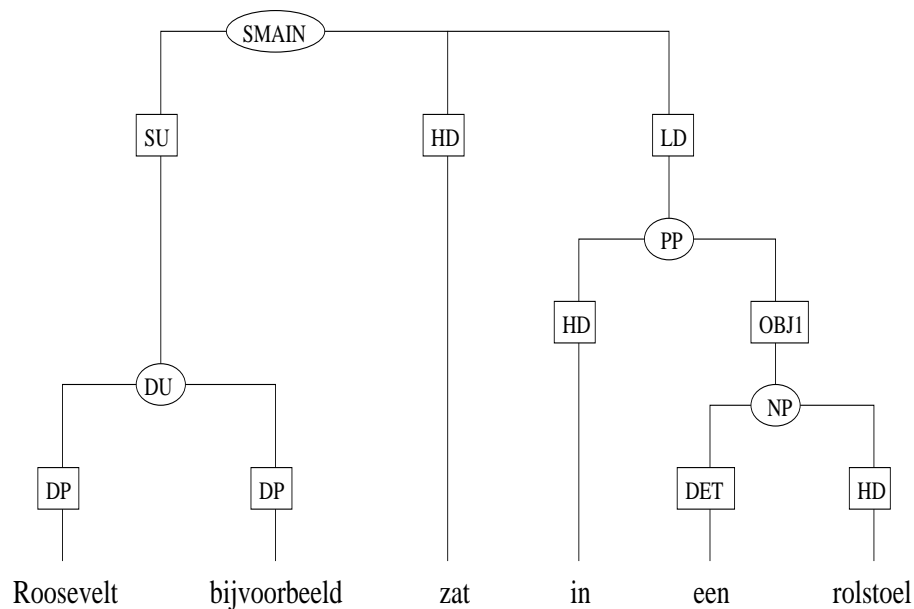 SMAIN
SU HD LD
PP
HD OBJ1
DU NP
DP DP DET HD
Roosevelt bijvoorbeeld zat in een rolstoel